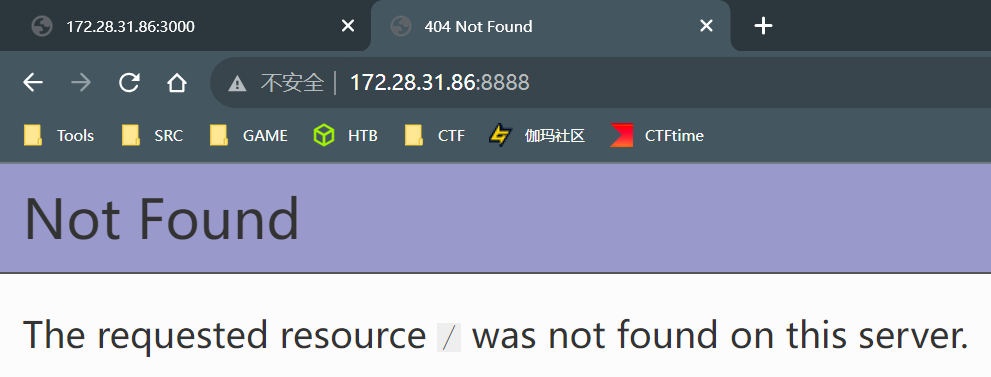 172.28.31.86:3000
404 Not Found
不安全 172.28.31.86:8888
Tools SRC GAME HTB CTF 伽玛社区 CTFtime
Not Found
The requested resource / was not found on this server.